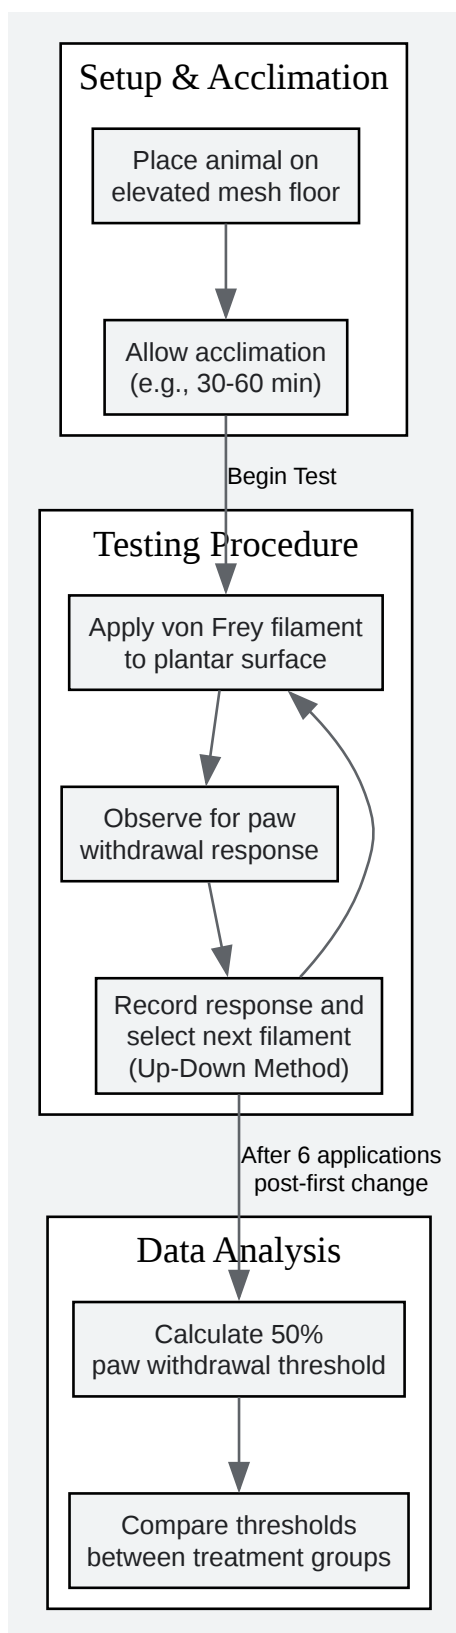 Setup & Acclimation
Place animal on
elevated mesh floor
Allow acclimation
(e.g., 30-60 min)
Begin Test
Testing Procedure
Apply von Frey filament
to plantar surface
Observe for paw
withdrawal response
Record response and
select next filament
(Up-Down Method)
After 6 applications
post-first change
Data Analysis
Calculate 50%
paw withdrawal threshold
Compare thresholds
between treatment groups